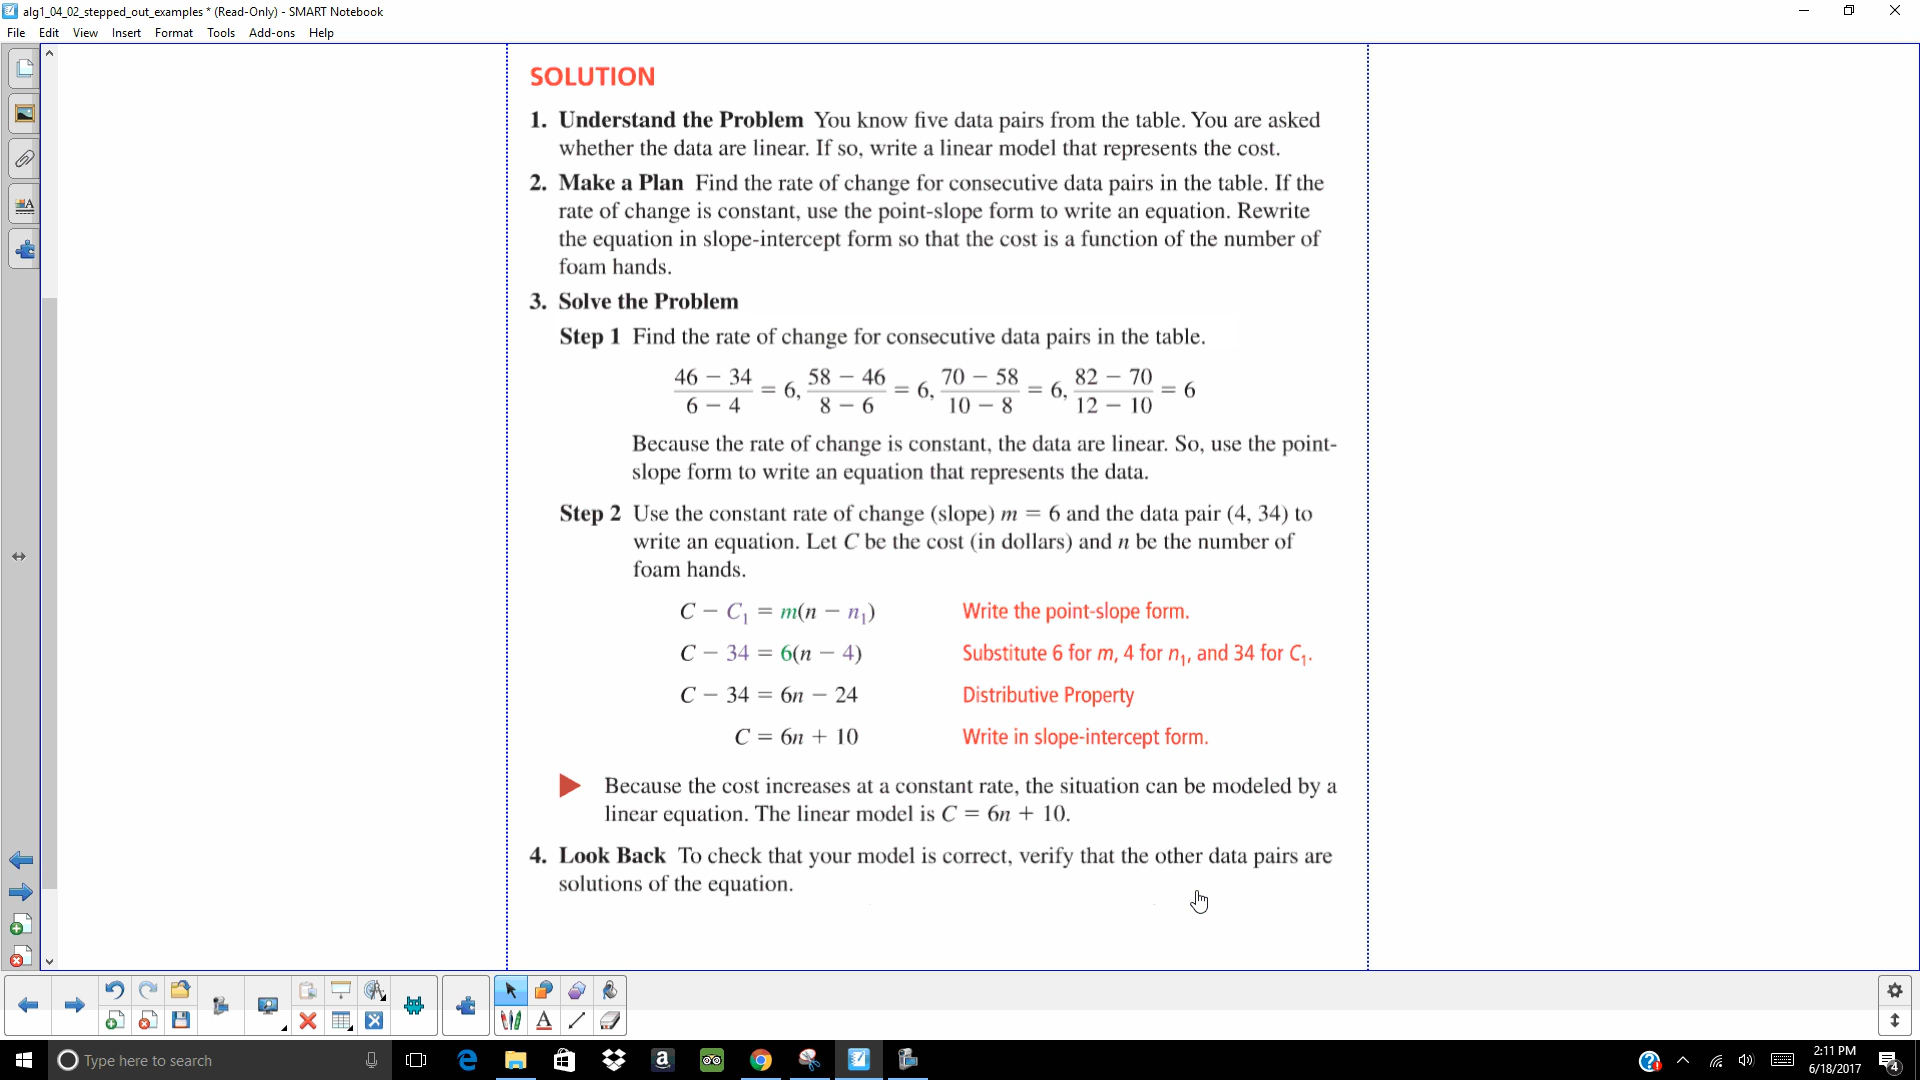 alg1_04_02_stepped_out_examples * (Read-Only) - SMART Notebook
File Edit View Insert Format Tools Add-ons Help
SOLUTION
1. Understand the Problem You know five data pairs from the table. You are asked
whether the data are linear. If so, write a linear model that represents the cost.
2. Make a Plan Find the rate of change for consecutive data pairs in the table. If the
rate of change is constant, use the point-slope form to write an equation. Rewrite
the equation in slope-intercept form so that the cost is a function of the number of
foam hands.
3. Solve the Problem
Step 1 Find the rate of change for consecutive data pairs in the table.
46 − 34 / 6 − 4 = 6, 58 − 46 / 8 − 6 = 6, 70 − 58 / 10 − 8 = 6, 82 − 70 / 12 − 10 = 6
Because the rate of change is constant, the data are linear. So, use the point-
slope form to write an equation that represents the data.
Step 2 Use the constant rate of change (slope) m = 6 and the data pair (4, 34) to
write an equation. Let C be the cost (in dollars) and n be the number of
foam hands.
C − C₁ = m(n − n₁) Write the point-slope form.
C − 34 = 6(n − 4) Substitute 6 for m, 4 for n₁, and 34 for C₁.
C − 34 = 6n − 24 Distributive Property
C = 6n + 10 Write in slope-intercept form.
Because the cost increases at a constant rate, the situation can be modeled by a
linear equation. The linear model is C = 6n + 10.
4. Look Back To check that your model is correct, verify that the other data pairs are
solutions of the equation.
Type here to search
2:11 PM
6/18/2017
4